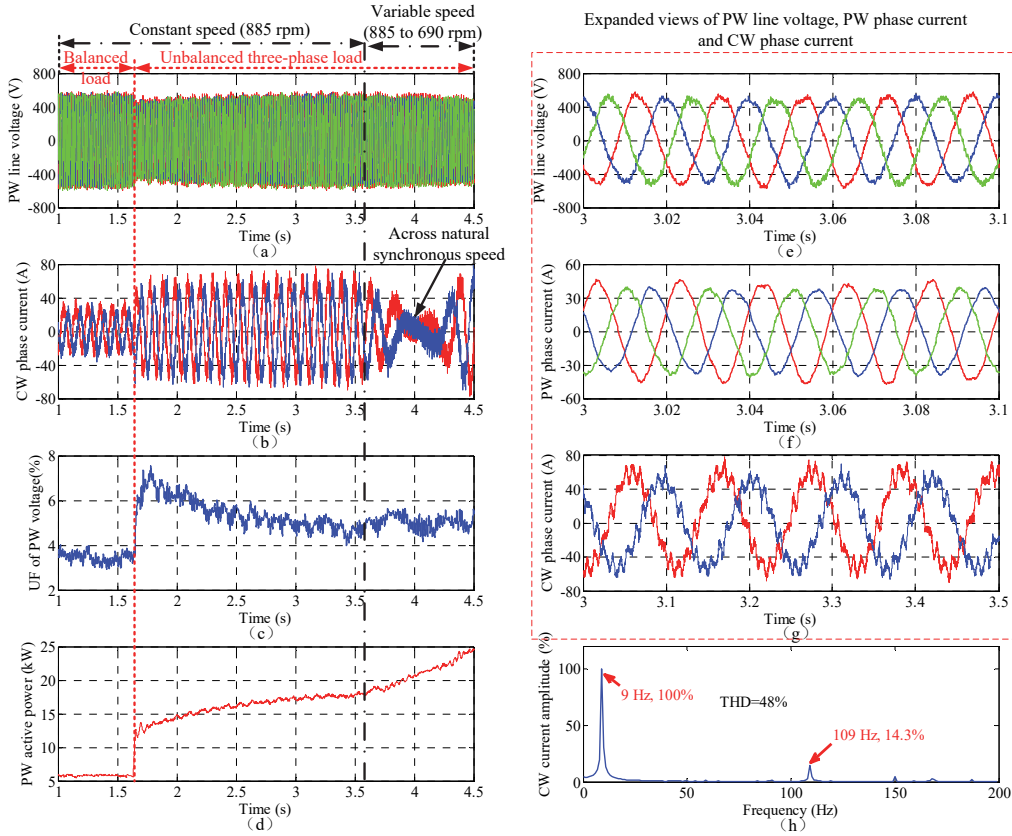 Constant speed (885 rpm)
Variable speed
(885 to 690 rpm)
Balanced
load
Unbalanced three-phase load
PW line voltage (V)
800
400
0
-400
-800
1
1.5
2
2.5
3
3.5
4
4.5
Time (s)
(a)
Across natural
synchronous speed
CW phase current (A)
80
40
0
-40
-80
1
1.5
2
2.5
3
3.5
4
4.5
Time (s)
(b)
UF of PW voltage(%)
8
6
4
2
1
1.5
2
2.5
3
3.5
4
4.5
Time (s)
(c)
PW active power (kW)
25
20
15
10
5
1
1.5
2
2.5
3
3.5
4
4.5
Time (s)
(d)
Expanded views of PW line voltage, PW phase current
and CW phase current
PW line voltage (V)
800
400
0
-400
-800
3
3.02
3.04
3.06
3.08
3.1
Time (s)
(e)
PW phase current (A)
60
30
0
-30
-60
3
3.02
3.04
3.06
3.08
3.1
Time (s)
(f)
CW phase current (A)
80
40
0
-40
-80
3
3.1
3.2
3.3
3.4
3.5
Time (s)
(g)
CW current amplitude (%)
100
50
0
9 Hz, 100%
THD=48%
109 Hz, 14.3%
0
50
100
150
200
Frequency (Hz)
(h)